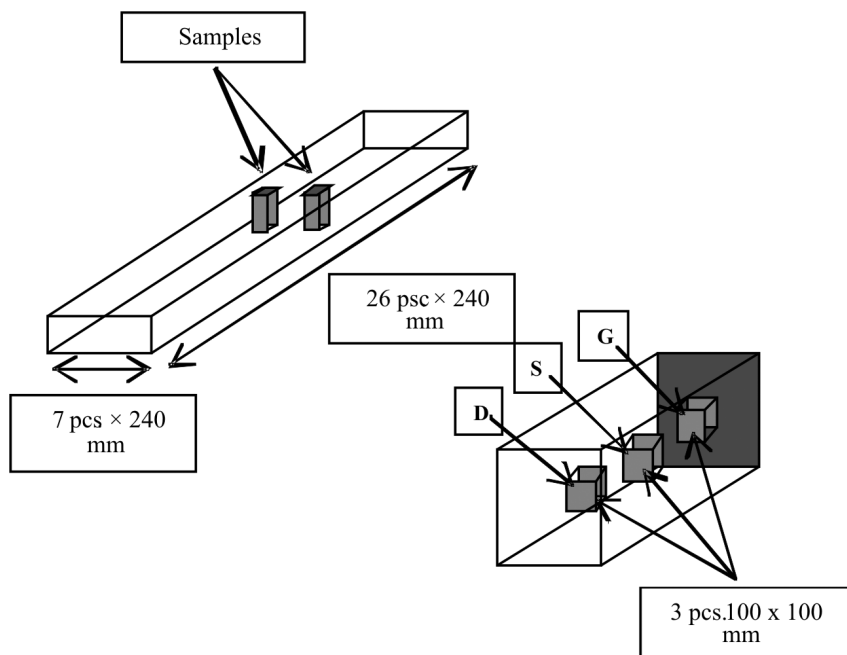 Samples
26 psc × 240
mm
G
S
D.
7 pcs × 240
mm
3 pcs.100 x 100
mm